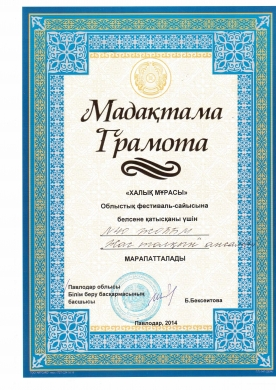 Мадақтама
Грамота
«ХАЛЫҚ МҰРАСЫ»
Облыстық фестиваль-сайысына
белсене қатысқаны үшін
МАРАПАТТАЛАДЫ
Павлодар облысы
Білім беру басқармасының
басшысы
Б.Бексеитова
Павлодар, 2014